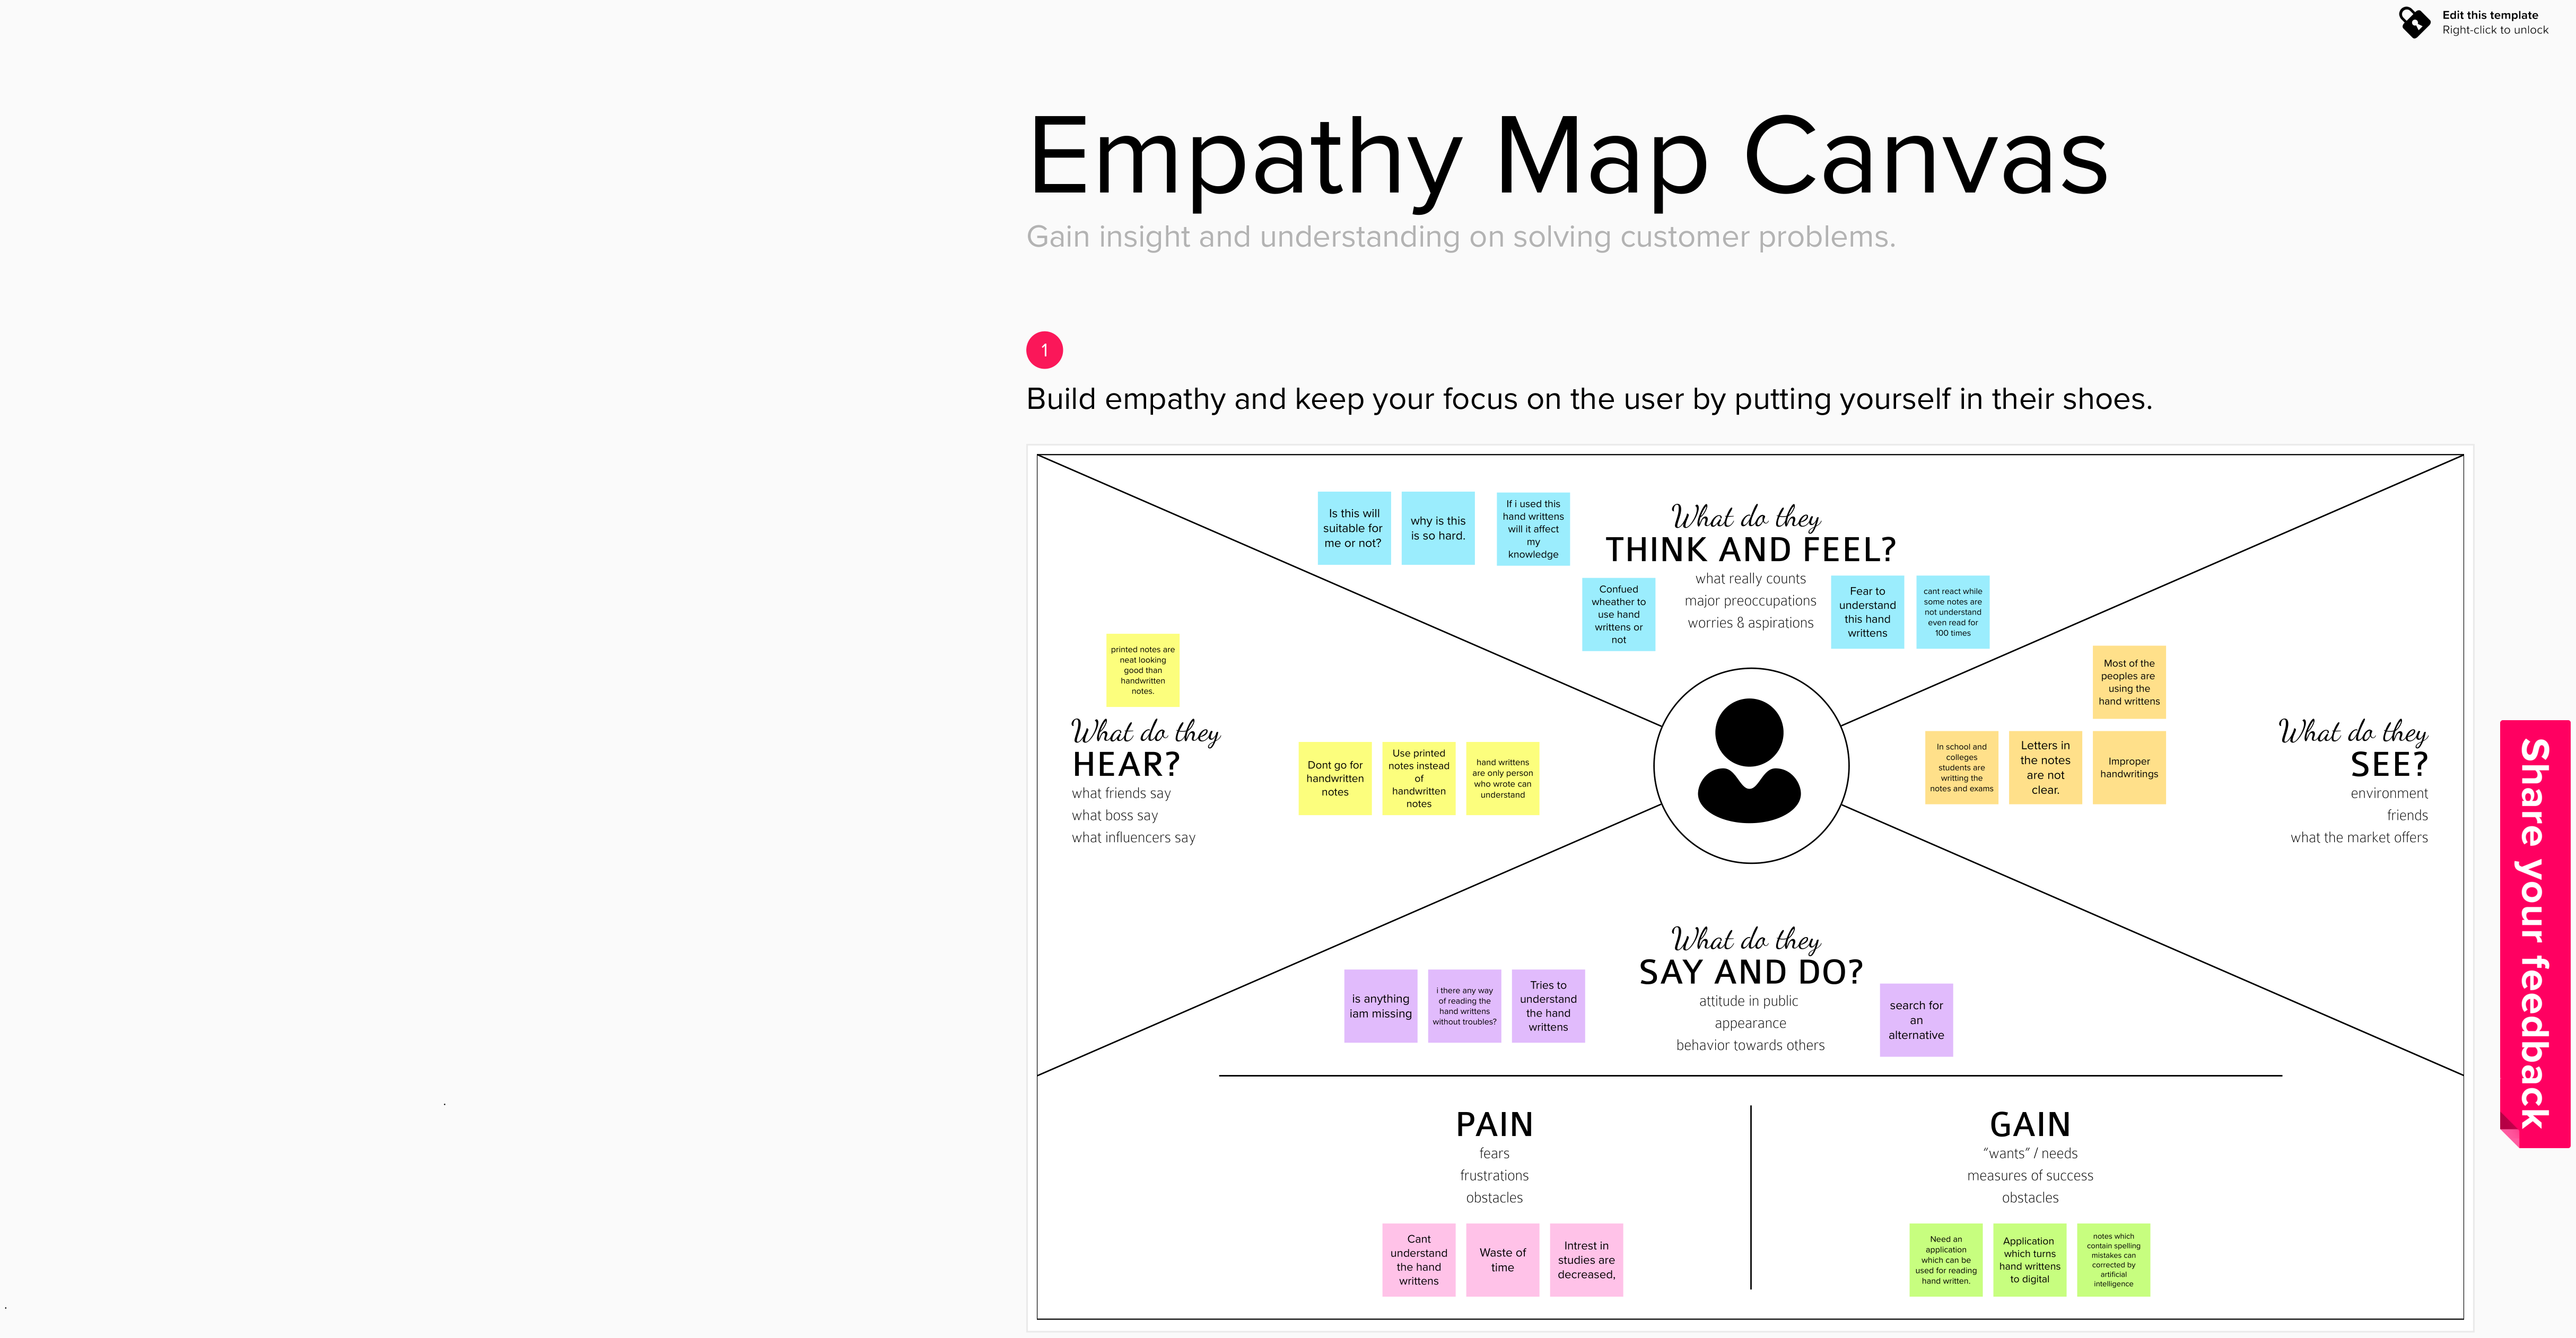 Edit this template
Right-click to unlock
Empathy Map Canvas
Gain insight and understanding on solving customer problems.
1
Build empathy and keep your focus on the user by putting yourself in their shoes.
Is this will
suitable for
me or not?
why is this
is so hard.
If i used this
hand writtens
will it affect
my
knowledge
What do they
THINK AND FEEL?
what really counts
major preoccupations
worries & aspirations
Confued
wheather to
use hand
writtens or
not
Fear to
understand
this hand
writtens
cant react while
some notes are
not understand
even read for
100 times
printed notes are
neat looking
good than
handwritten
notes.
What do they
HEAR?
what friends say
what boss say
what influencers say
Dont go for
handwritten
notes
Use printed
notes instead
of
handwritten
notes
hand writtens
are only person
who wrote can
understand
Most of the
peoples are
using the
hand writtens
In school and
colleges
students are
writting the
notes and exams
Letters in
the notes
are not
clear.
Improper
handwritings
What do they
SEE?
environment
friends
what the market offers
Share your feedback
What do they
SAY AND DO?
attitude in public
appearance
behavior towards others
is anything
iam missing
i there any way
of reading the
hand writtens
without troubles?
Tries to
understand
the hand
writtens
search for
an
alternative
PAIN
fears
frustrations
obstacles
Cant
understand
the hand
writtens
Waste of
time
Intrest in
studies are
decreased,
GAIN
“wants” / needs
measures of success
obstacles
Need an
application
which can be
used for reading
hand written.
Application
which turns
hand writtens
to digital
notes which
contain spelling
mistakes can
corrected by
artificial
intelligence